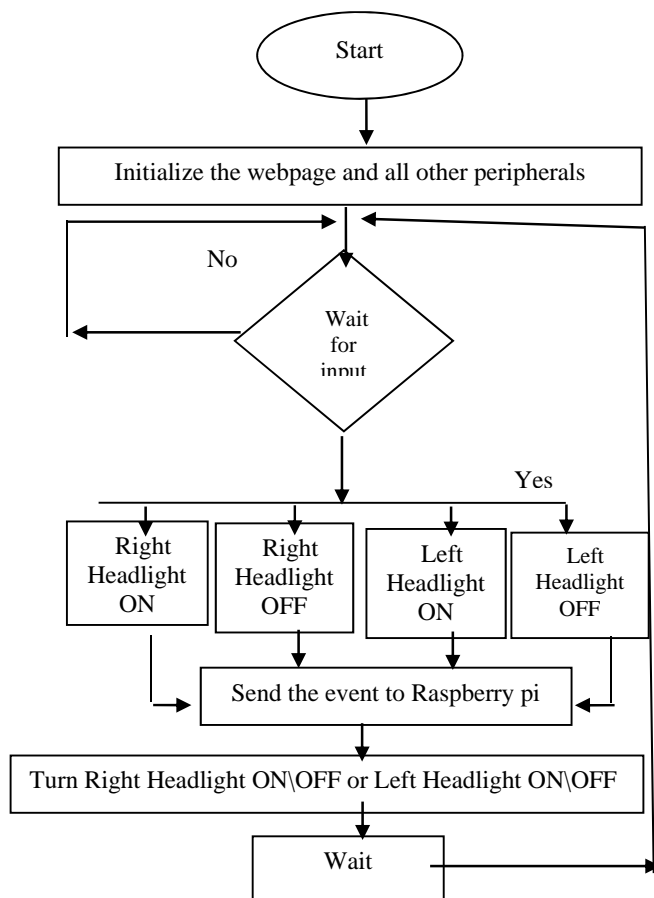 Start
Initialize the webpage and all other peripherals
No
Wait
for
input
Yes
Right
Headlight
ON
Right
Headlight
OFF
Left
Headlight
ON
Left
Headlight
OFF
Send the event to Raspberry pi
Turn Right Headlight ON\OFF or Left Headlight ON\OFF
Wait